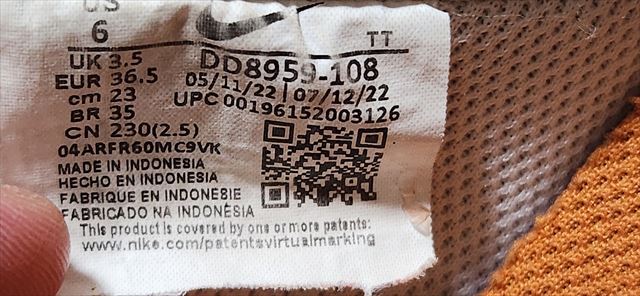 US
6
UK 3.5
EUR 36.5
cm 23
BR 35
CN 230(2.5)
04ARFR60MC9VK
MADE IN INDONESIA
HECHO EN INDONESIA
FABRIQUE EN INDONESIE
FABRICADO NA INDONÉSIA
TT
DD8959-108
05/11/22 | 07/12/22
UPC 00196152003126
This product is covered by one or more patents:
www.nike.com/patentsvirtualmarking